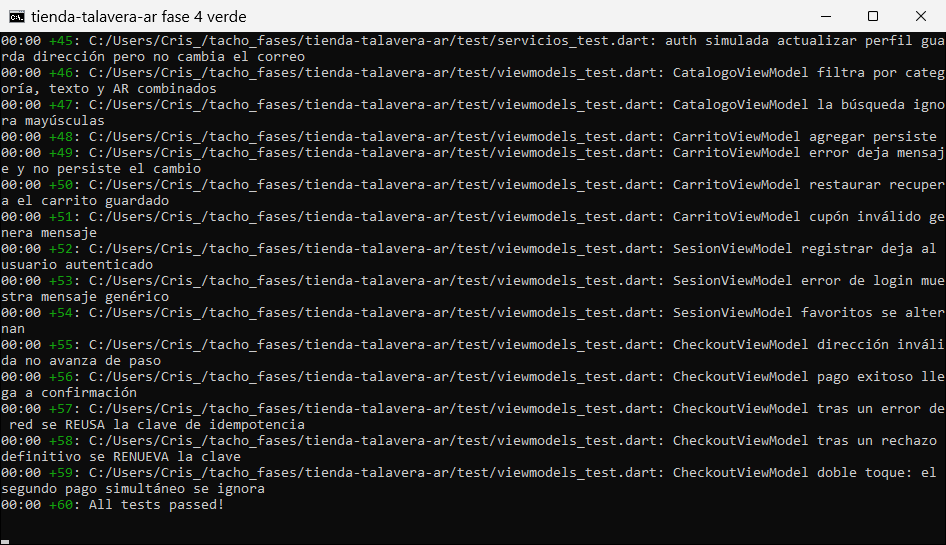 tienda-talavera-ar fase 4 verde
00:00 +45: C:/Users/Cris_/tacho_fases/tienda-talavera-ar/test/servicios_test.dart: auth simulada actualizar perfil gua
rda dirección pero no cambia el correo
00:00 +46: C:/Users/Cris_/tacho_fases/tienda-talavera-ar/test/viewmodels_test.dart: CatalogoViewModel filtra por categ
oría, texto y AR combinados
00:00 +47: C:/Users/Cris_/tacho_fases/tienda-talavera-ar/test/viewmodels_test.dart: CatalogoViewModel la búsqueda igno
ra mayúsculas
00:00 +48: C:/Users/Cris_/tacho_fases/tienda-talavera-ar/test/viewmodels_test.dart: CarritoViewModel agregar persiste
00:00 +49: C:/Users/Cris_/tacho_fases/tienda-talavera-ar/test/viewmodels_test.dart: CarritoViewModel error deja mensaj
e y no persiste el cambio
00:00 +50: C:/Users/Cris_/tacho_fases/tienda-talavera-ar/test/viewmodels_test.dart: CarritoViewModel restaurar recuper
a el carrito guardado
00:00 +51: C:/Users/Cris_/tacho_fases/tienda-talavera-ar/test/viewmodels_test.dart: CarritoViewModel cupón inválido ge
nera mensaje
00:00 +52: C:/Users/Cris_/tacho_fases/tienda-talavera-ar/test/viewmodels_test.dart: SesionViewModel registrar deja al
usuario autenticado
00:00 +53: C:/Users/Cris_/tacho_fases/tienda-talavera-ar/test/viewmodels_test.dart: SesionViewModel error de login mue
stra mensaje genérico
00:00 +54: C:/Users/Cris_/tacho_fases/tienda-talavera-ar/test/viewmodels_test.dart: SesionViewModel favoritos se alter
nan
00:00 +55: C:/Users/Cris_/tacho_fases/tienda-talavera-ar/test/viewmodels_test.dart: CheckoutViewModel dirección inváli
da no avanza de paso
00:00 +56: C:/Users/Cris_/tacho_fases/tienda-talavera-ar/test/viewmodels_test.dart: CheckoutViewModel pago exitoso lle
ga a confirmación
00:00 +57: C:/Users/Cris_/tacho_fases/tienda-talavera-ar/test/viewmodels_test.dart: CheckoutViewModel tras un error de
 red se REUSA la clave de idempotencia
00:00 +58: C:/Users/Cris_/tacho_fases/tienda-talavera-ar/test/viewmodels_test.dart: CheckoutViewModel tras un rechazo
definitivo se RENUEVA la clave
00:00 +59: C:/Users/Cris_/tacho_fases/tienda-talavera-ar/test/viewmodels_test.dart: CheckoutViewModel doble toque: el
segundo pago simultáneo se ignora
00:00 +60: All tests passed!